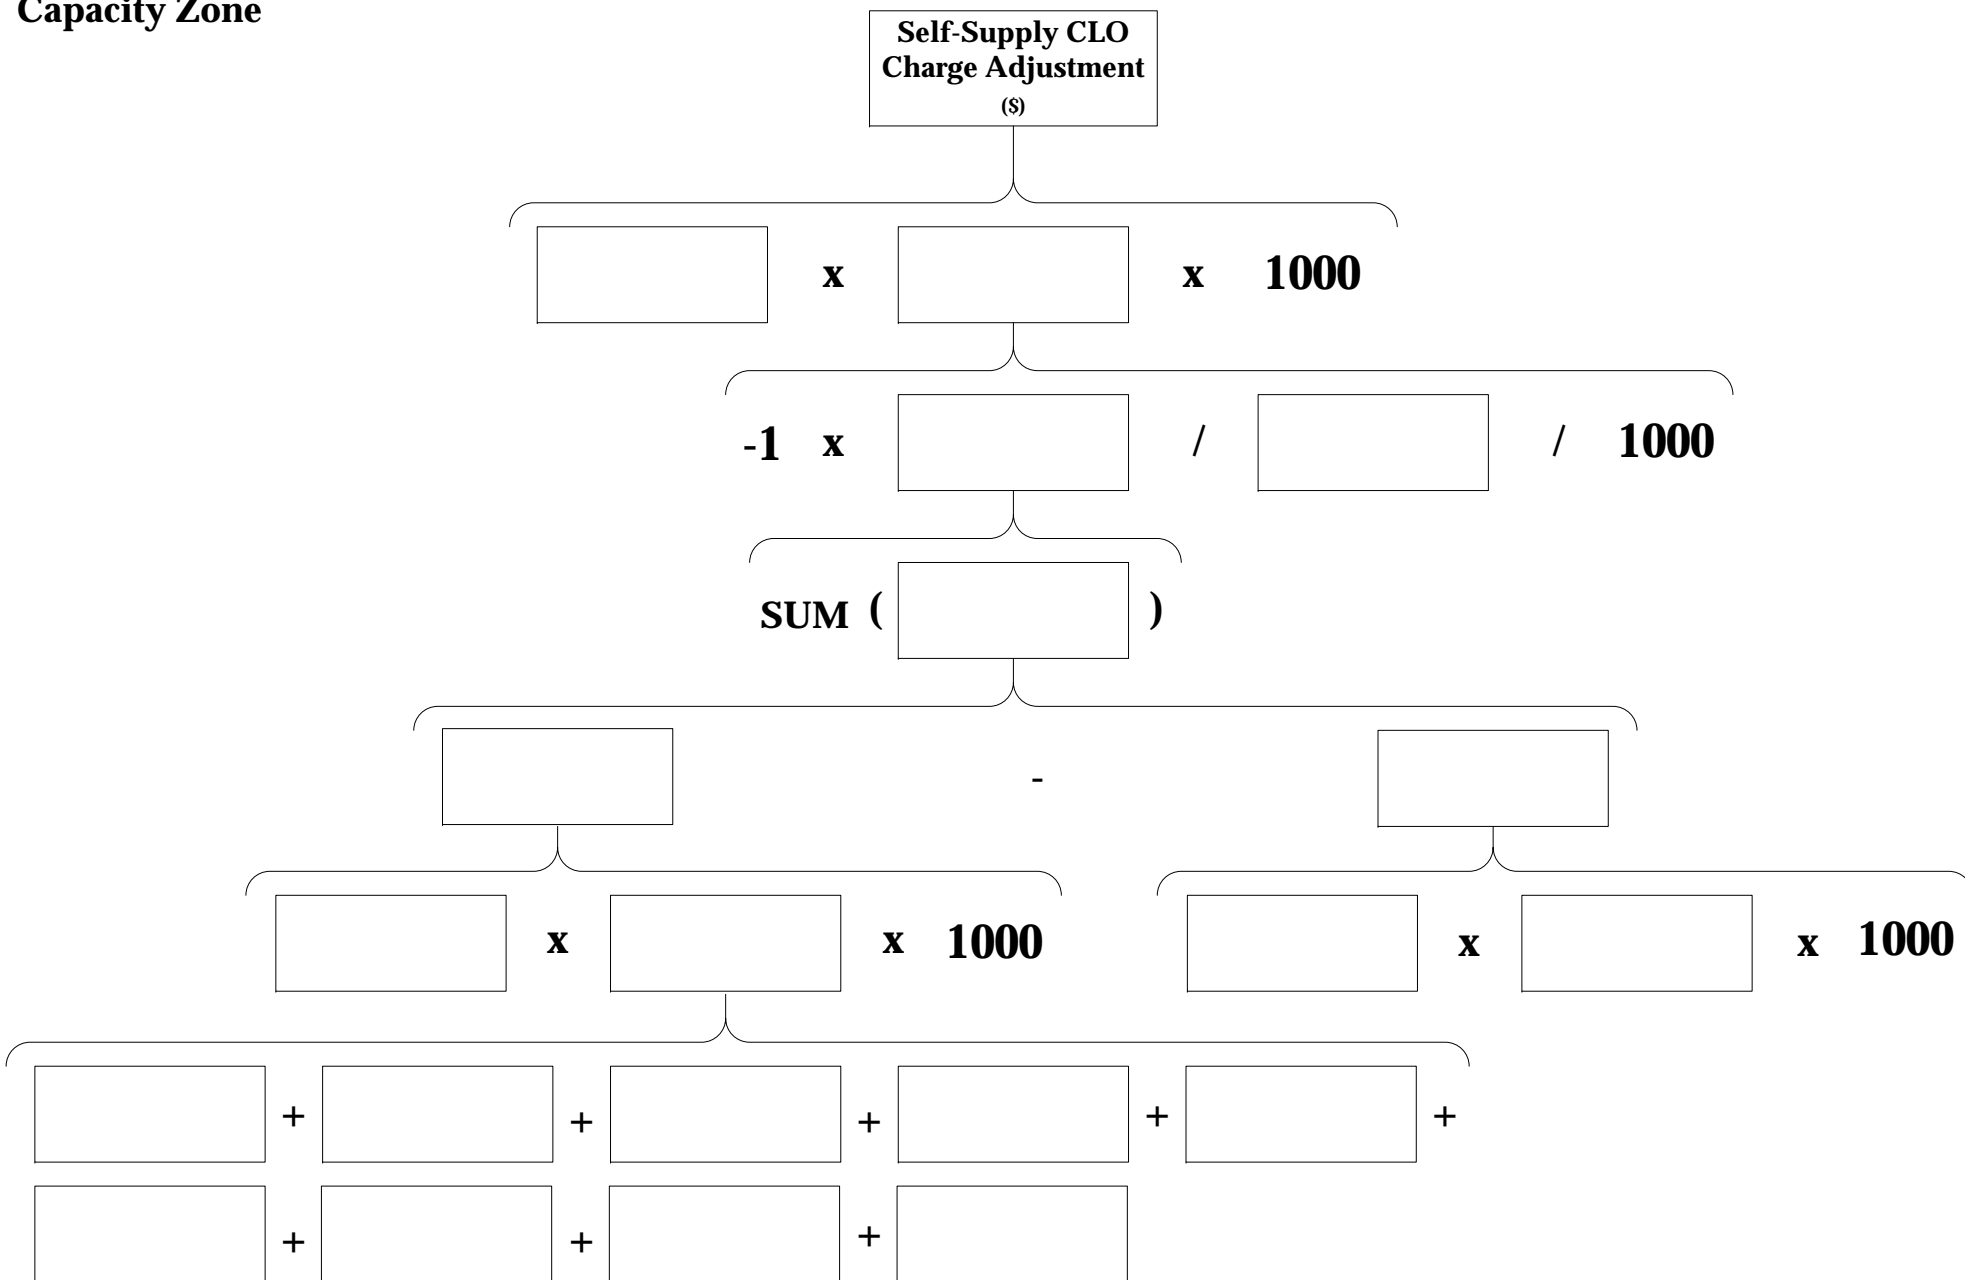 Capacity Zone
Self-Supply CLO
Charge Adjustment
($)
x x 1000
-1 x / / 1000
SUM ( )
-
x x 1000 x x 1000
+ + + + +
+ + +